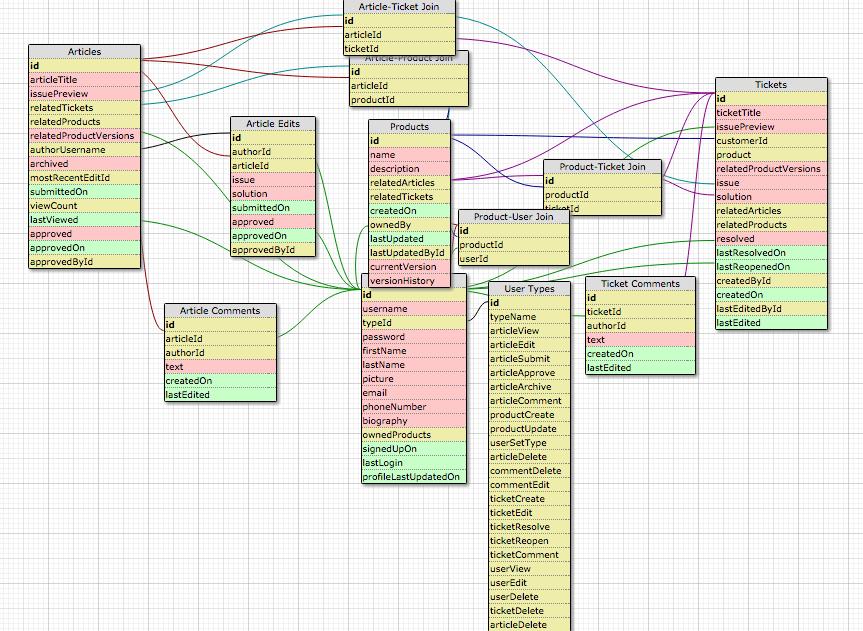 Article-Ticket Join
id
articleId
ticketId
Article-Product Join
id
articleId
productId
Articles
id
articleTitle
issuePreview
relatedTickets
relatedProducts
relatedProductVersions
authorUsername
archived
mostRecentEditId
submittedOn
viewCount
lastViewed
approved
approvedOn
approvedById
Article Edits
id
authorId
articleId
issue
solution
submittedOn
approved
approvedOn
approvedById
Products
id
name
description
relatedArticles
relatedTickets
createdOn
ownedBy
lastUpdated
lastUpdatedById
currentVersion
versionHistory
Product-Ticket Join
id
productId
ticketId
Product-User Join
id
productId
userId
Tickets
id
ticketTitle
issuePreview
customerId
product
relatedProductVersions
issue
solution
relatedArticles
relatedProducts
resolved
lastResolvedOn
lastReopenedOn
createdById
createdOn
lastEditedById
lastEdited
Article Comments
id
articleId
authorId
text
createdOn
lastEdited
id
username
typeId
password
firstName
lastName
picture
email
phoneNumber
biography
ownedProducts
signedUpOn
lastLogin
profileLastUpdatedOn
User Types
id
typeName
articleView
articleEdit
articleSubmit
articleApprove
articleArchive
articleComment
productCreate
productUpdate
userSetType
articleDelete
commentDelete
commentEdit
ticketCreate
ticketEdit
ticketResolve
ticketReopen
ticketComment
userView
userEdit
userDelete
ticketDelete
articleDelete
Ticket Comments
id
ticketId
authorId
text
createdOn
lastEdited